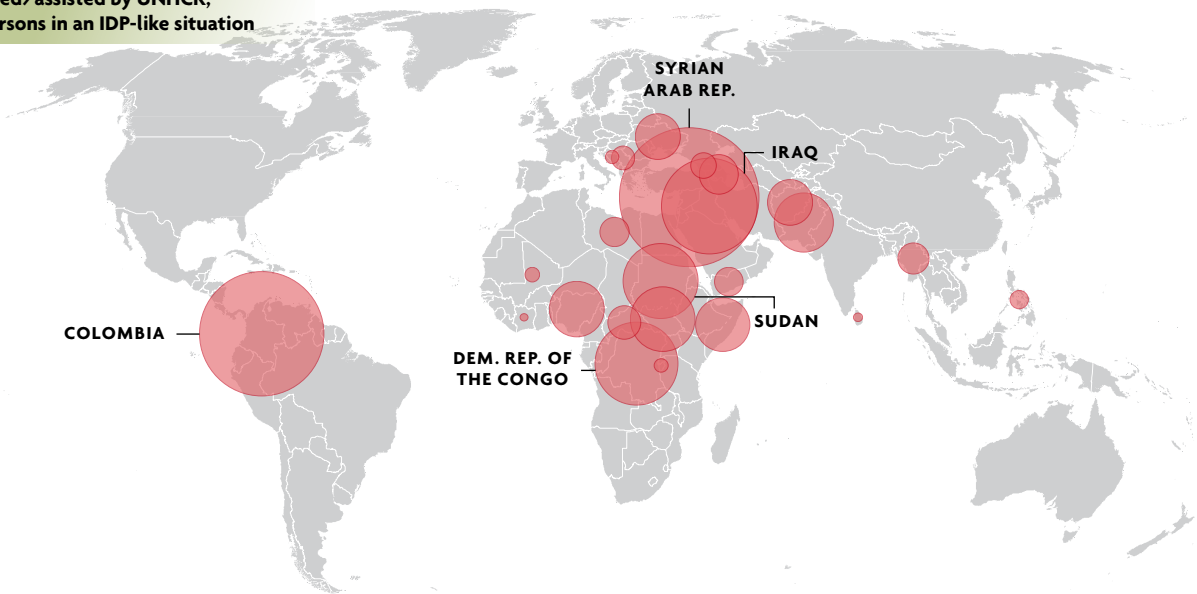 rsons in an IDP-like situation
SYRIAN
ARAB REP.
IRAQ
COLOMBIA
SUDAN
DEM. REP. OF
THE CONGO